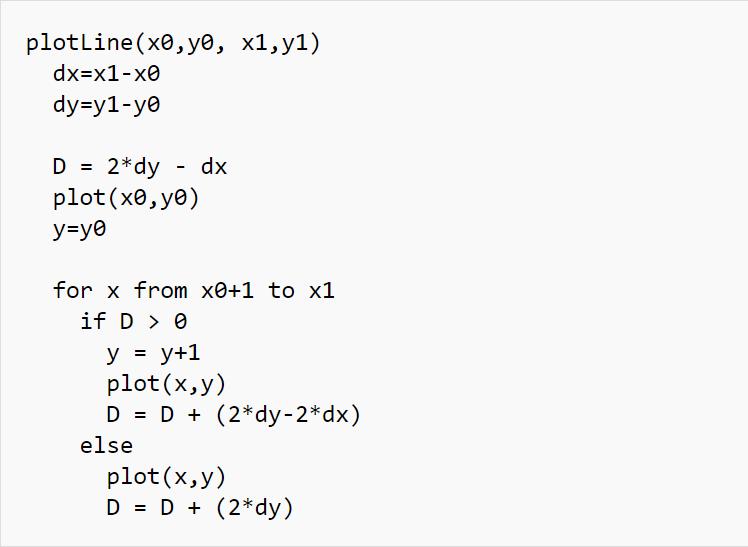 plotLine(x0,y0, x1,y1)
dx=x1-x0
dy=y1-y0
D = 2*dy - dx
plot(x0,y0)
y=y0
for x from x0+1 to x1
if D > 0
y = y+1
plot(x,y)
D = D + (2*dy-2*dx)
else
plot(x,y)
D = D + (2*dy)